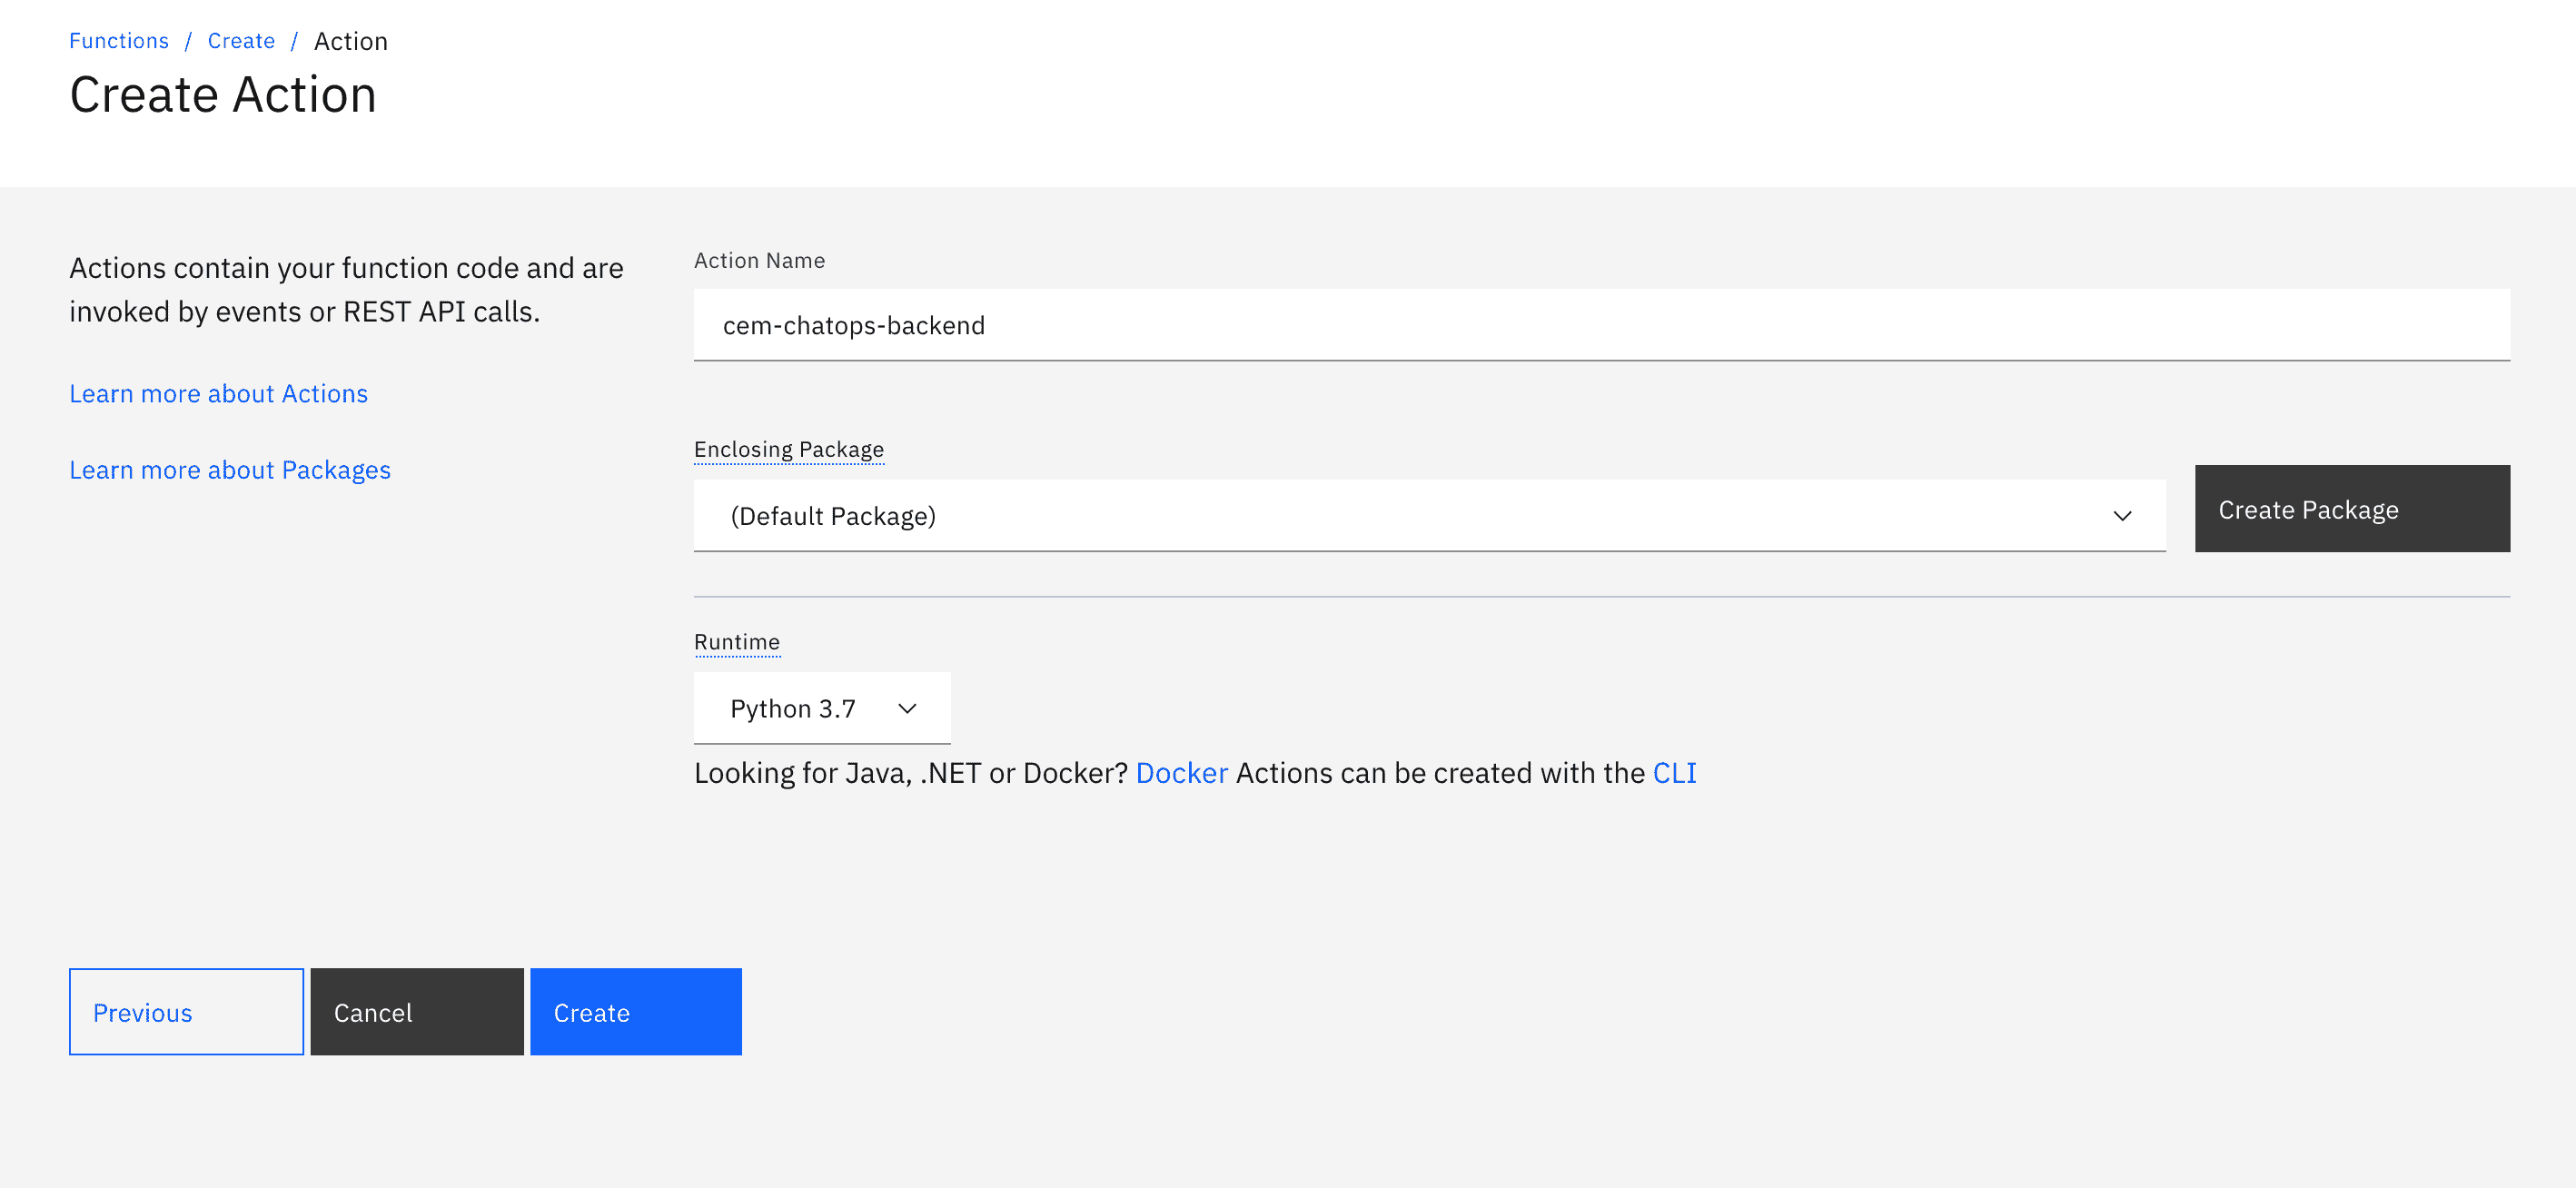 Functions / Create / Action
Create Action
Actions contain your function code and are
invoked by events or REST API calls.
Learn more about Actions
Learn more about Packages
Action Name
cem-chatops-backend
Enclosing Package
(Default Package)
Create Package
Runtime
Python 3.7
Looking for Java, .NET or Docker? Docker Actions can be created with the CLI
Previous
Cancel
Create